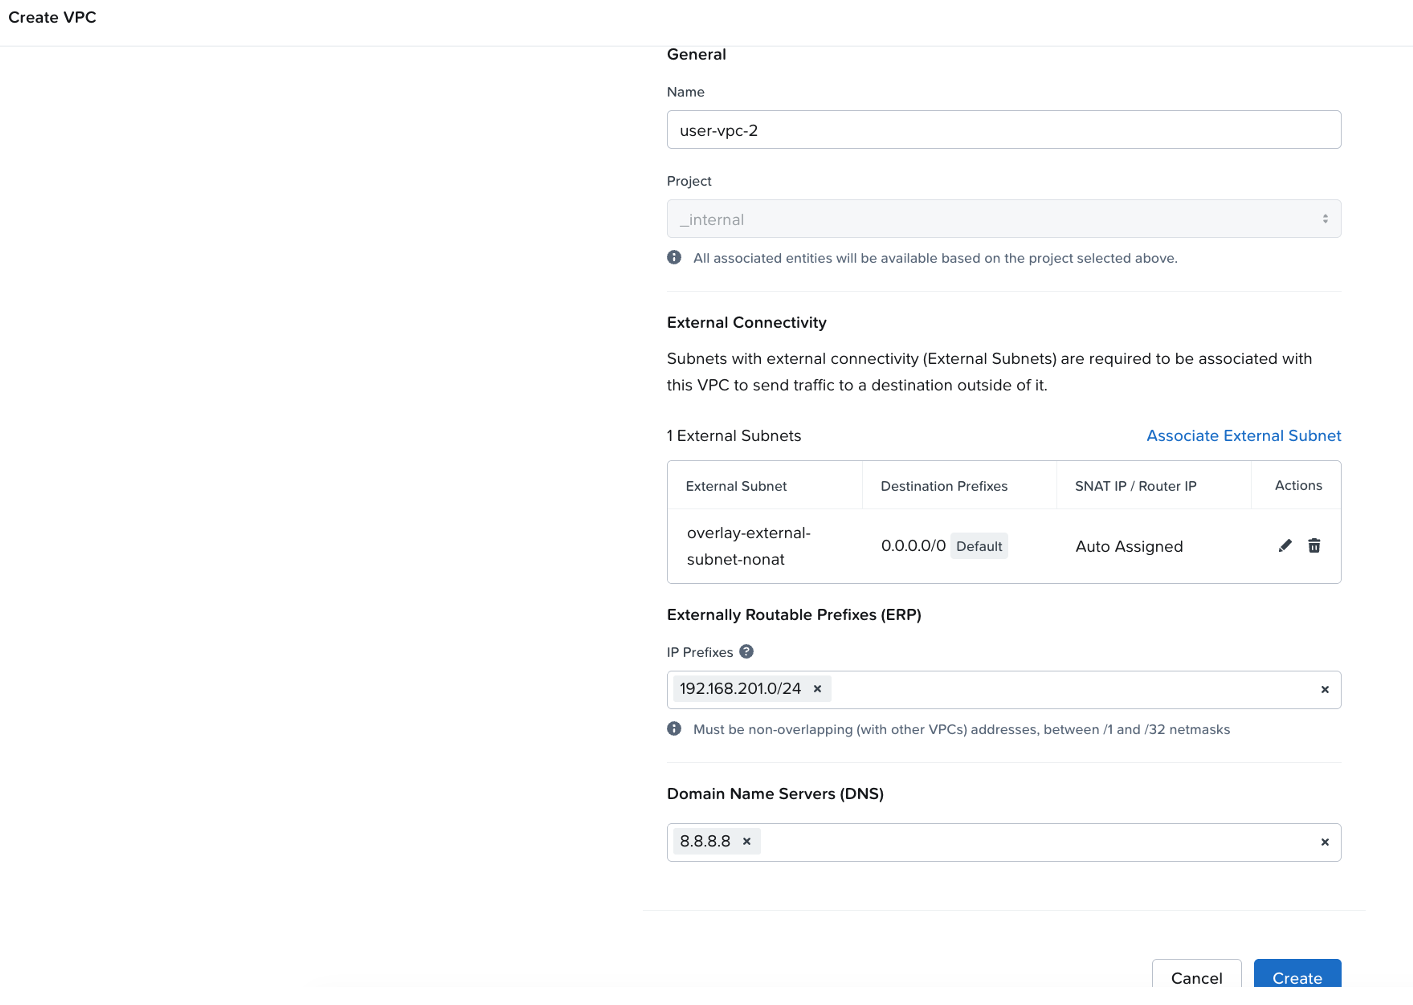 Create VPC
General
Name
user-vpc-2
Project
_internal
All associated entities will be available based on the project selected above.
External Connectivity
Subnets with external connectivity (External Subnets) are required to be associated with
this VPC to send traffic to a destination outside of it.
1 External Subnets
Associate External Subnet
External Subnet
Destination Prefixes
SNAT IP / Router IP
Actions
overlay-external-
subnet-nonat
0.0.0.0/0 Default
Auto Assigned
Externally Routable Prefixes (ERP)
IP Prefixes
192.168.201.0/24
Must be non-overlapping (with other VPCs) addresses, between /1 and /32 netmasks
Domain Name Servers (DNS)
8.8.8.8
Cancel
Create